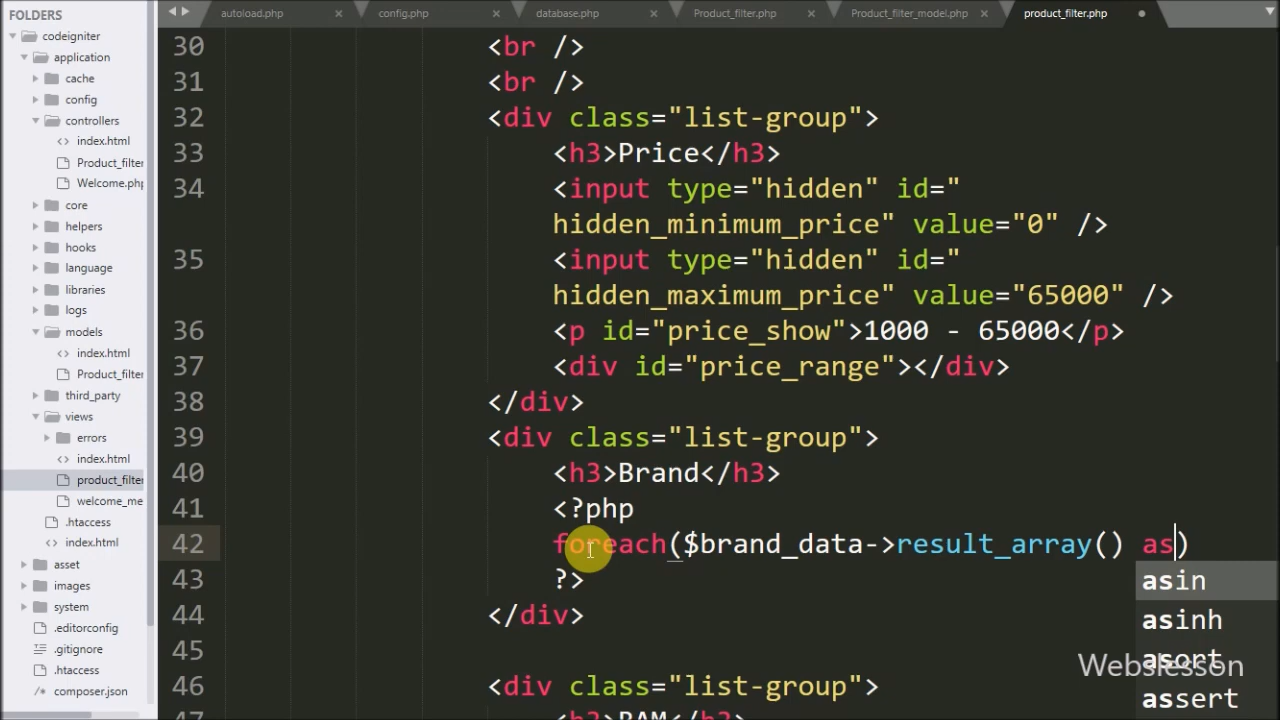 FOLDERS
codeigniter
application
cache
config
controllers
index.html
Product_filter
Welcome.php
core
helpers
hooks
language
libraries
logs
models
index.html
Product_filter
third_party
views
errors
index.html
product_filter
welcome_me
.htaccess
index.html
asset
images
system
.editorconfig
.gitignore
.htaccess
composer.json
autoload.php
config.php
database.php
Product_filter.php
Product_filter_model.php
product_filter.php
30 <br />
31 <br />
32 <div class="list-group">
33 <h3>Price</h3>
34 <input type="hidden" id="
hidden_minimum_price" value="0" />
35 <input type="hidden" id="
hidden_maximum_price" value="65000" />
36 <p id="price_show">1000 - 65000</p>
37 <div id="price_range"></div>
38 </div>
39 <div class="list-group">
40 <h3>Brand</h3>
41 <?php
42 foreach($brand_data->result_array() as)
43 ?>
44 </div>
45
46 <div class="list-group">
47 <h3>RAM</h3>
asin
asinh
asort
assert
Webslesson